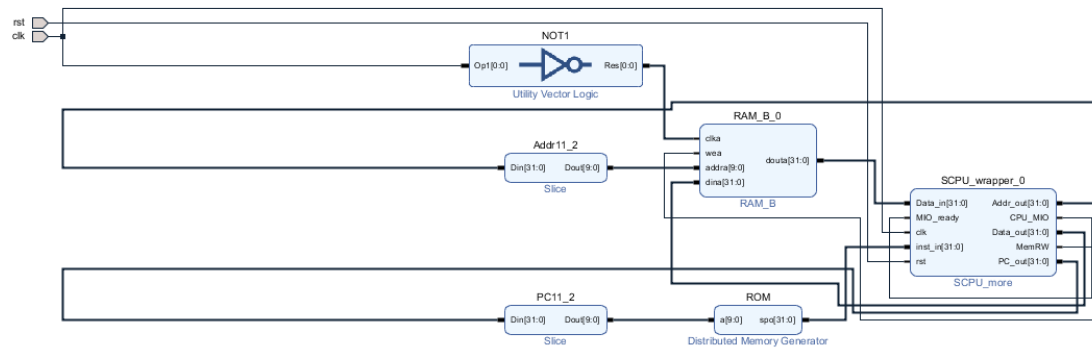 rst
clk
NOT1
Op1[0:0] Res[0:0]
Utility Vector Logic
RAM_B_0
clka
wea
addra[9:0]
dina[31:0]
douta[31:0]
RAM_B
Addr11_2
Din[31:0] Dout[9:0]
Slice
SCPU_wrapper_0
Data_in[31:0] Addr_out[31:0]
MIO_ready CPU_MIO
clk Data_out[31:0]
inst_in[31:0] MemRW
rst PC_out[31:0]
SCPU_more
PC11_2
Din[31:0] Dout[9:0]
Slice
ROM
a[9:0] spo[31:0]
Distributed Memory Generator